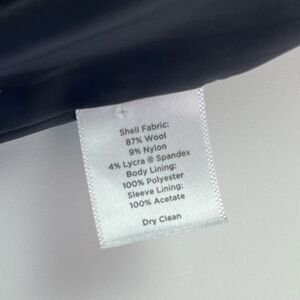 Shell Fabric:
87% Wool
9% Nylon
4% Lycra ® Spandex
Body Lining:
100% Polyester
Sleeve Lining:
100% Acetate
Dry Clean